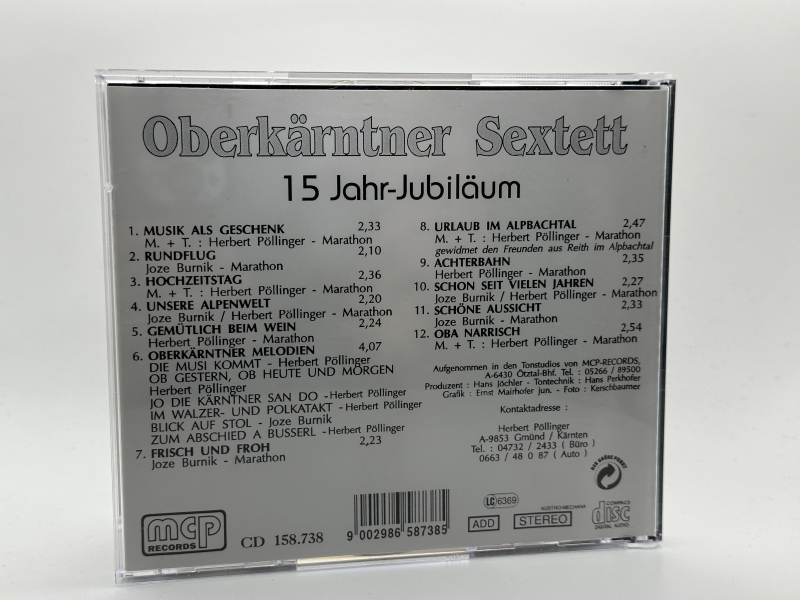 Oberkärntner Sextett
15 Jahr-Jubiläum
1. MUSIK ALS GESCHENK 2,33
M. + T. : Herbert Pöllinger - Marathon
2. RUNDFLUG 2,10
Joze Burnik - Marathon
3. HOCHZEITSTAG 2,36
M. + T. : Herbert Pöllinger - Marathon
4. UNSERE ALPENWELT 2,20
Joze Burnik / Herbert Pöllinger - Marathon
5. GEMÜTLICH BEIM WEIN 2,24
Herbert Pöllinger - Marathon
6. OBERKÄRNTNER MELODIEN 4,07
DIE MUSI KOMMT - Herbert Pöllinger
OB GESTERN, OB HEUTE UND MORGEN
Herbert Pöllinger
JO DIE KÄRNTNER SAN DO - Herbert Pöllinger
IM WALZER- UND POLKATAKT - Herbert Pöllinger
BLICK AUF STOL - Joze Burnik
ZUM ABSCHIED A BUSSERL - Herbert Pöllinger
7. FRISCH UND FROH 2,23
Joze Burnik - Marathon
8. URLAUB IM ALPBACHTAL 2,47
M. + T. : Herbert Pöllinger - Marathon
gewidmet den Freunden aus Reith im Alpbachtal
9. ACHTERBAHN 2,35
Herbert Pöllinger - Marathon
10. SCHON SEIT VIELEN JAHREN 2,27
Joze Burnik / Herbert Pöllinger - Marathon
11. SCHÖNE AUSSICHT 2,33
Joze Burnik - Marathon
12. OBA NARRISCH 2,54
M. + T. : Herbert Pöllinger - Marathon
Aufgenommen in den Tonstudios von MCP-RECORDS,
A-6430 Ötztal-Bhf. Tel. : 05266 / 89500
Produzent : Hans Jöchler - Tontechnik : Hans Perkhofer
Grafik : Ernst Mairhofer jun. - Foto : Kerschbaumer
Kontaktadresse :
Herbert Pöllinger
A-9853 Gmünd / Kärnten
Tel. : 04732 / 2433 ( Büro )
0663 / 48 0 87 ( Auto )
DER GRÜNE PUNKT
mcp
RECORDS
CD 158.738
9 002986 587385
LC 6369
ADD
AUSTRO-MECHANA
STEREO
COMPACT
disc
DIGITAL AUDIO